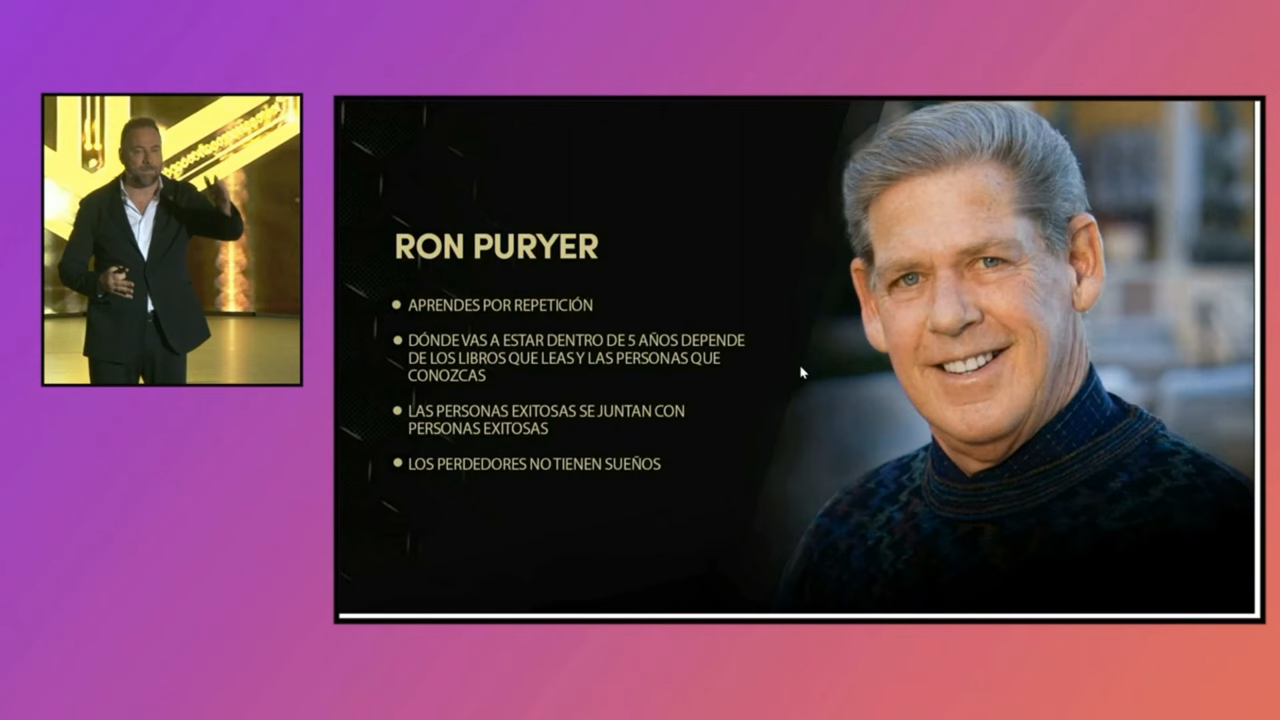 RON PURYER
• APRENDES POR REPETICIÓN
• DÓNDE VAS A ESTAR DENTRO DE 5 AÑOS DEPENDE
DE LOS LIBROS QUE LEAS Y LAS PERSONAS QUE
CONOZCAS
• LAS PERSONAS EXITOSAS SE JUNTAN CON
PERSONAS EXITOSAS
• LOS PERDEDORES NO TIENEN SUEÑOS